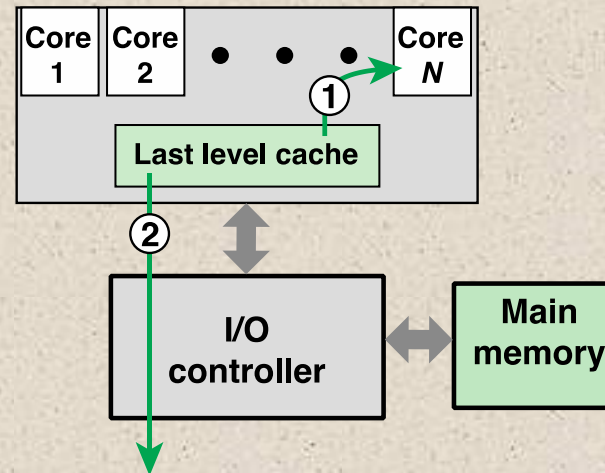 Core
1
Core
2
Core
N
1
Last level cache
2
I/O
controller
Main
memory